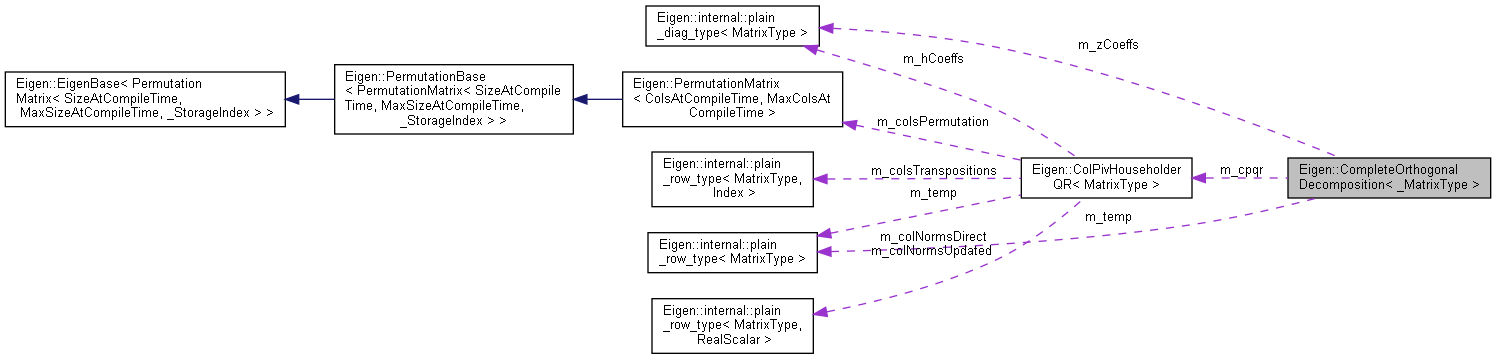 Eigen::internal::plain
_diag_type< MatrixType >
m_zCoeffs
m_hCoeffs
Eigen::EigenBase< Permutation
Matrix< SizeAtCompileTime,
MaxSizeAtCompileTime, _StorageIndex > >
Eigen::PermutationBase
< PermutationMatrix< SizeAtCompile
Time, MaxSizeAtCompileTime,
_StorageIndex > >
Eigen::PermutationMatrix
< ColsAtCompileTime, MaxColsAt
CompileTime >
m_colsPermutation
Eigen::internal::plain
_row_type< MatrixType,
Index >
m_colsTranspositions
Eigen::ColPivHouseholder
QR< MatrixType >
m_cpqr
Eigen::CompleteOrthogonal
Decomposition< _MatrixType >
m_temp
m_temp
Eigen::internal::plain
_row_type< MatrixType >
m_colNormsDirect
m_colNormsUpdated
Eigen::internal::plain
_row_type< MatrixType,
RealScalar >